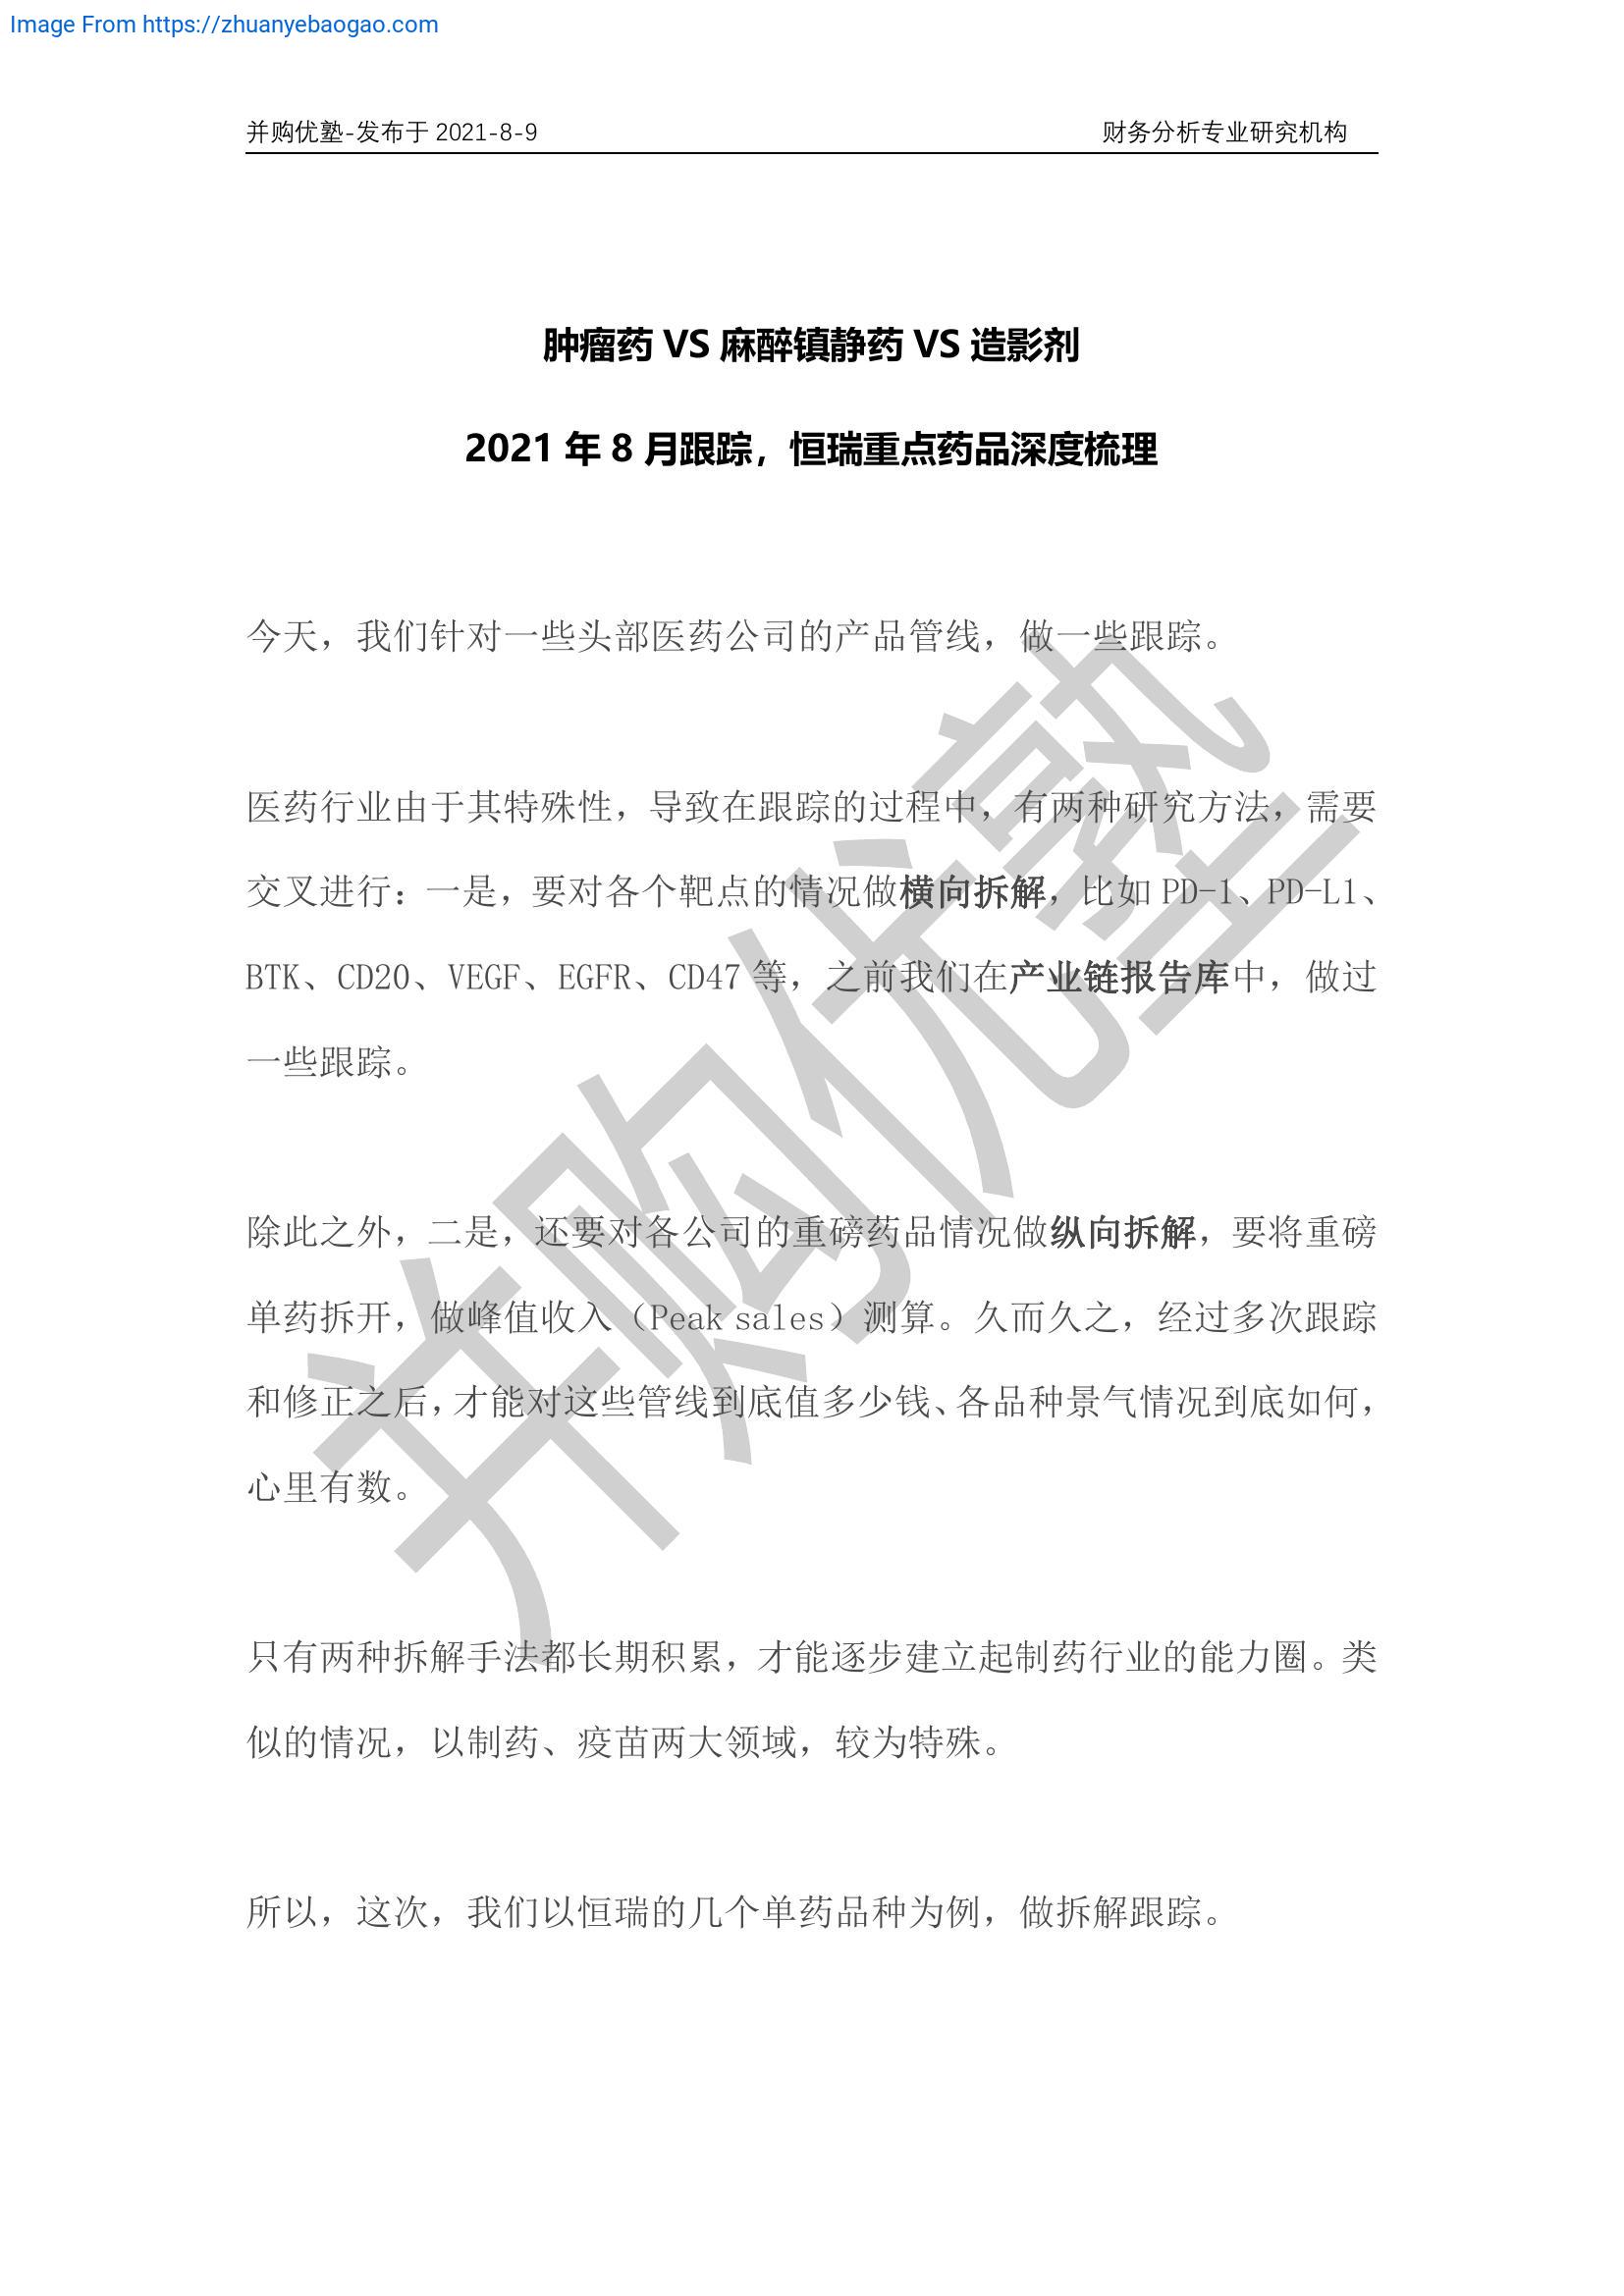 Image From https://zhuanyebaogao.com
并购优塾-发布于 2021-8-9 财务分析专业研究机构
肿瘤药 VS 麻醉镇静药 VS 造影剂
2021 年 8 月跟踪，恒瑞重点药品深度梳理
今天，我们针对一些头部医药公司的产品管线，做一些跟踪。
医药行业由于其特殊性，导致在跟踪的过程中，有两种研究方法，需要
交叉进行：一是，要对各个靶点的情况做横向拆解，比如 PD-1、PD-L1、
BTK、CD20、VEGF、EGFR、CD47 等，之前我们在产业链报告库中，做过
一些跟踪。
除此之外，二是，还要对各公司的重磅药品情况做纵向拆解，要将重磅
单药拆开，做峰值收入（Peak sales）测算。久而久之，经过多次跟踪
和修正之后，才能对这些管线到底值多少钱、各品种景气情况到底如何，
心里有数。
只有两种拆解手法都长期积累，才能逐步建立起制药行业的能力圈。类
似的情况，以制药、疫苗两大领域，较为特殊。
所以，这次，我们以恒瑞的几个单药品种为例，做拆解跟踪。
并购优塾